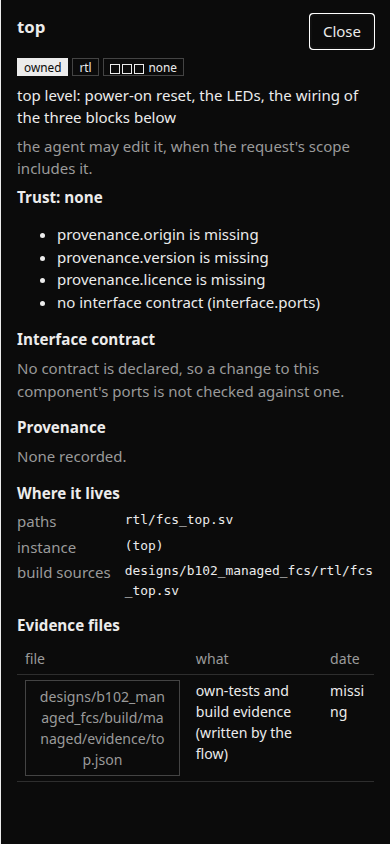 top
Close
owned rtl □□□ none
top level: power-on reset, the LEDs, the wiring of
the three blocks below
the agent may edit it, when the request's scope
includes it.
Trust: none
• provenance.origin is missing
• provenance.version is missing
• provenance.licence is missing
• no interface contract (interface.ports)
Interface contract
No contract is declared, so a change to this
component's ports is not checked against one.
Provenance
None recorded.
Where it lives
paths rtl/fcs_top.sv
instance (top)
build sources designs/b102_managed_fcs/rtl/fcs
_top.sv
Evidence files
file what date
designs/b102_man
aged_fcs/build/ma
naged/evidence/to
p.json
own-tests and
build evidence
(written by the
flow)
missi
ng